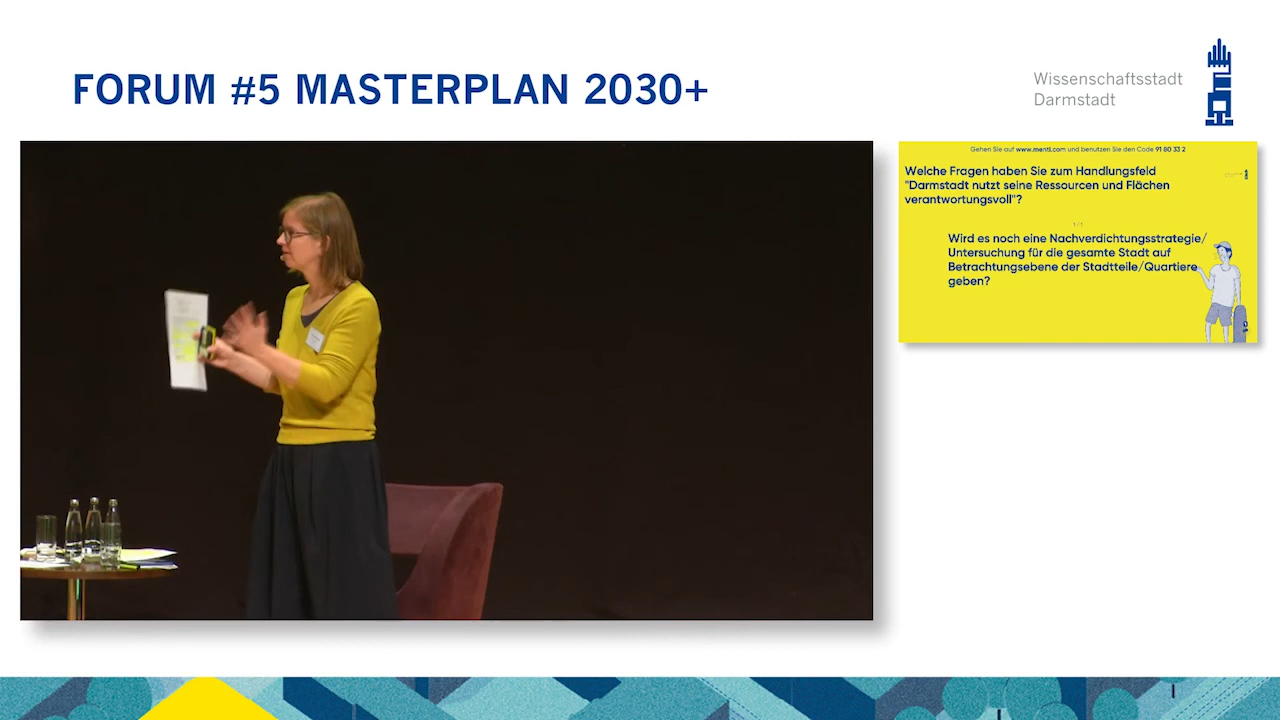 FORUM #5 MASTERPLAN 2030+
Wissenschaftsstadt
Darmstadt
Gehen Sie auf www.menti.com und benutzen Sie den Code 91 80 33 2
Welche Fragen haben Sie zum Handlungsfeld
"Darmstadt nutzt seine Ressourcen und Flächen
verantwortungsvoll"?
1 / 1
Wird es noch eine Nachverdichtungsstrategie/
Untersuchung für die gesamte Stadt auf
Betrachtungsebene der Stadtteile/Quartiere
geben?